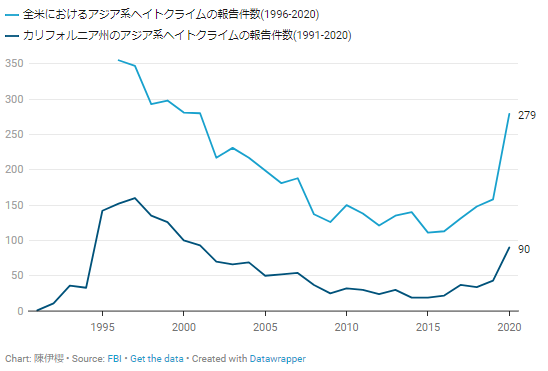 全米におけるアジア系ヘイトクライムの報告件数(1996-2020)
カリフォルニア州のアジア系ヘイトクライムの報告件数(1991-2020)
350
300
279
250
200
150
100
90
50
0
1995 2000 2005 2010 2015 2020
Chart: 陳伊櫻 • Source: FBI • Get the data • Created with Datawrapper